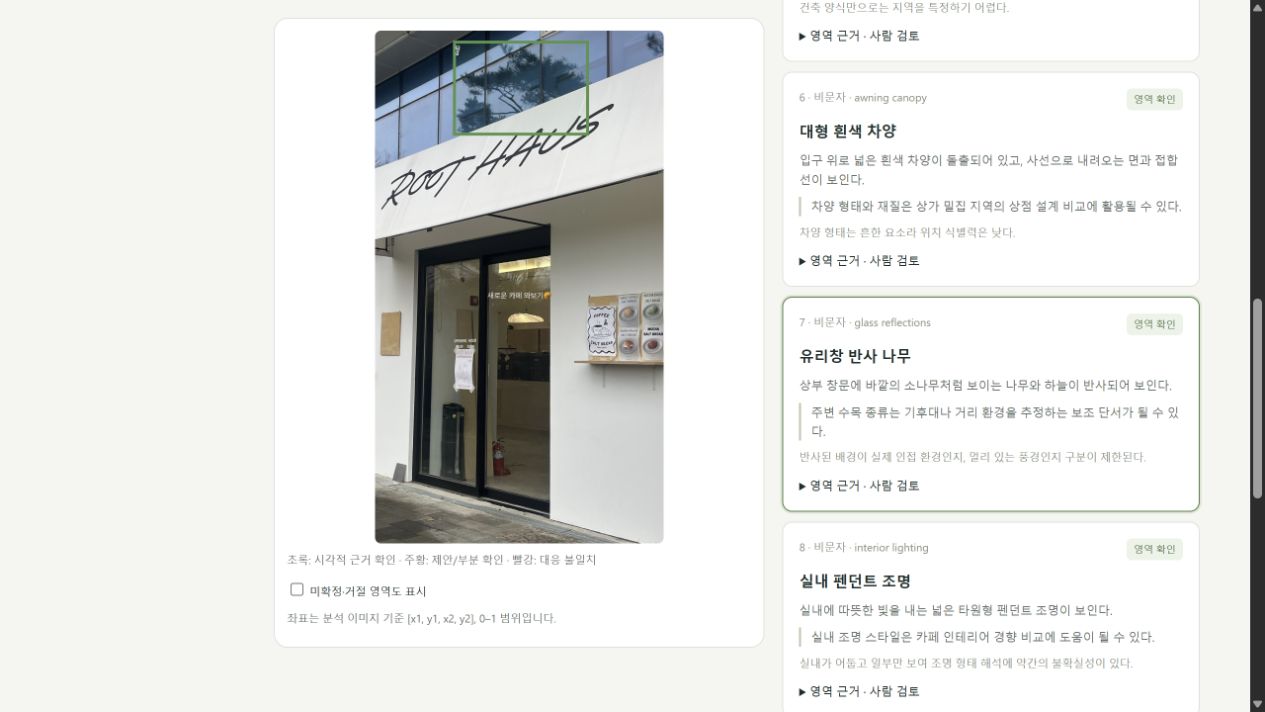 ROOT HAUS
새로운 카페 와보기
COFFEE
SALT BREAD
초록: 시각적 근거 확인 · 주황: 제안/부분 확인 · 빨강: 대응 불일치
미확정·거절 영역도 표시
좌표는 분석 이미지 기준 [x1, y1, x2, y2], 0–1 범위입니다.
건축 양식만으로는 지역을 특정하기 어렵다.
▶ 영역 근거 · 사람 검토
6 · 비문자 · awning canopy
영역 확인
대형 흰색 차양
입구 위로 넓은 흰색 차양이 돌출되어 있고, 사선으로 내려오는 면과 접합
선이 보인다.
차양 형태와 재질은 상가 밀집 지역의 상점 설계 비교에 활용될 수 있다.
차양 형태는 흔한 요소라 위치 식별력은 낮다.
▶ 영역 근거 · 사람 검토
7 · 비문자 · glass reflections
영역 확인
유리창 반사 나무
상부 창문에 바깥의 소나무처럼 보이는 나무와 하늘이 반사되어 보인다.
주변 수목 종류는 기후대나 거리 환경을 추정하는 보조 단서가 될 수 있
다.
반사된 배경이 실제 인접 환경인지, 멀리 있는 풍경인지 구분이 제한된다.
▶ 영역 근거 · 사람 검토
8 · 비문자 · interior lighting
영역 확인
실내 펜던트 조명
실내에 따뜻한 빛을 내는 넓은 타원형 펜던트 조명이 보인다.
실내 조명 스타일은 카페 인테리어 경향 비교에 도움이 될 수 있다.
실내가 어둡고 일부만 보여 조명 형태 해석에 약간의 불확실성이 있다.
▶ 영역 근거 · 사람 검토